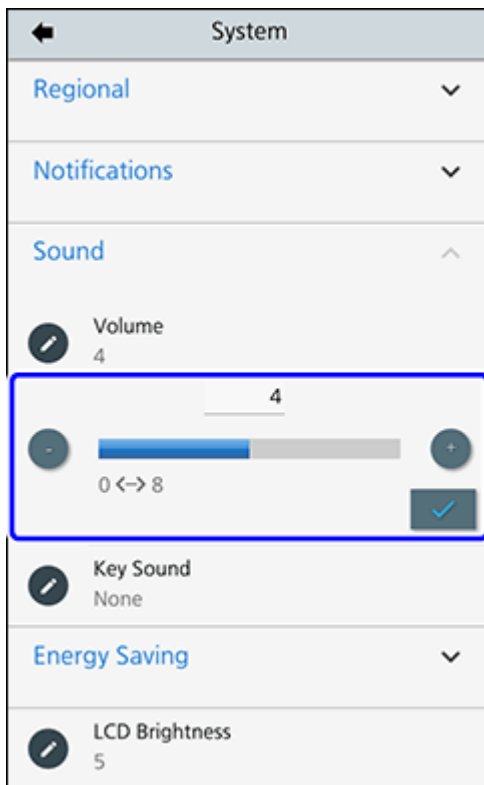 System
Regional
Notifications
Sound
Volume
4
4
-
+
0 <--> 8
Key Sound
None
Energy Saving
LCD Brightness
5